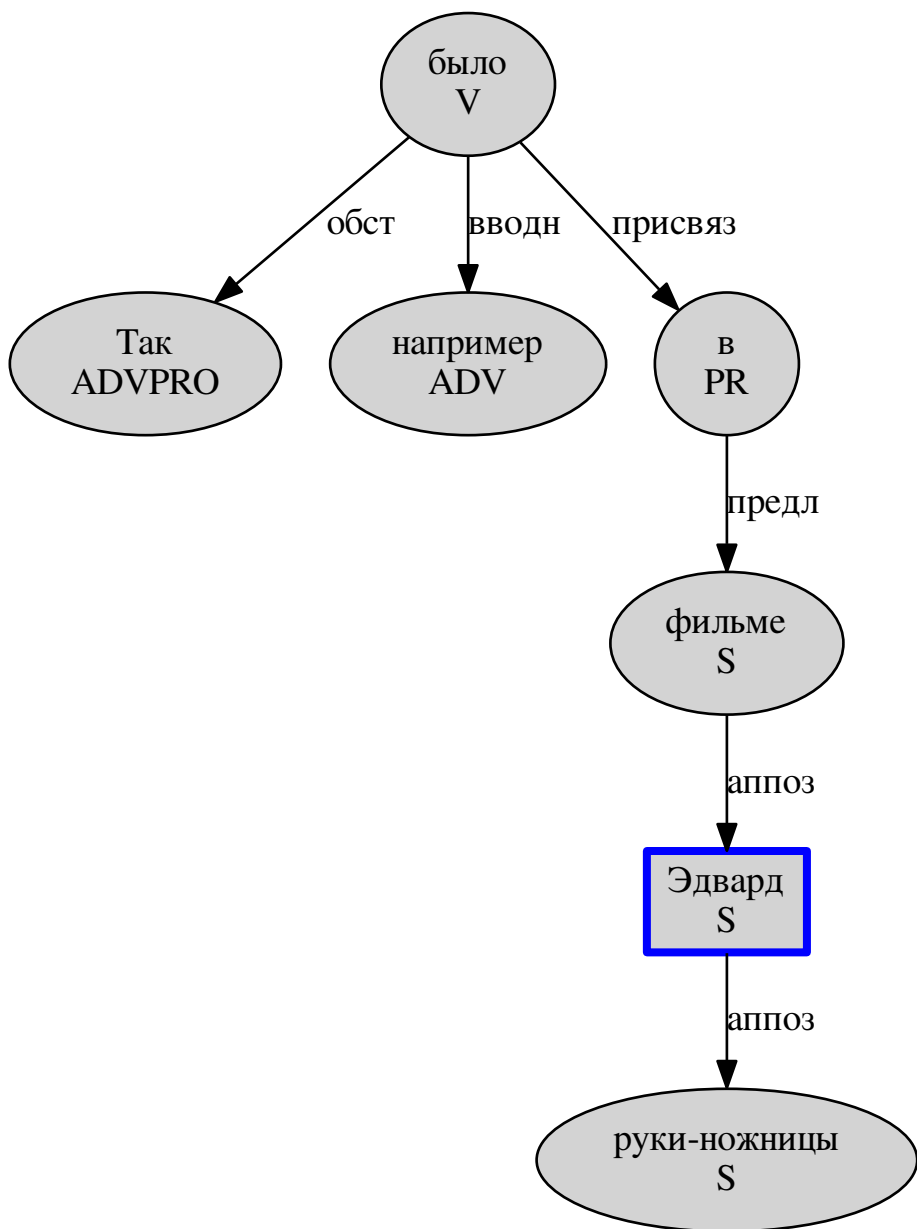 было
V
обст
вводн
присвяз
Так
ADVPRO
например
ADV
в
PR
предл
фильме
S
аппоз
Эдвард
S
аппоз
руки-ножницы
S